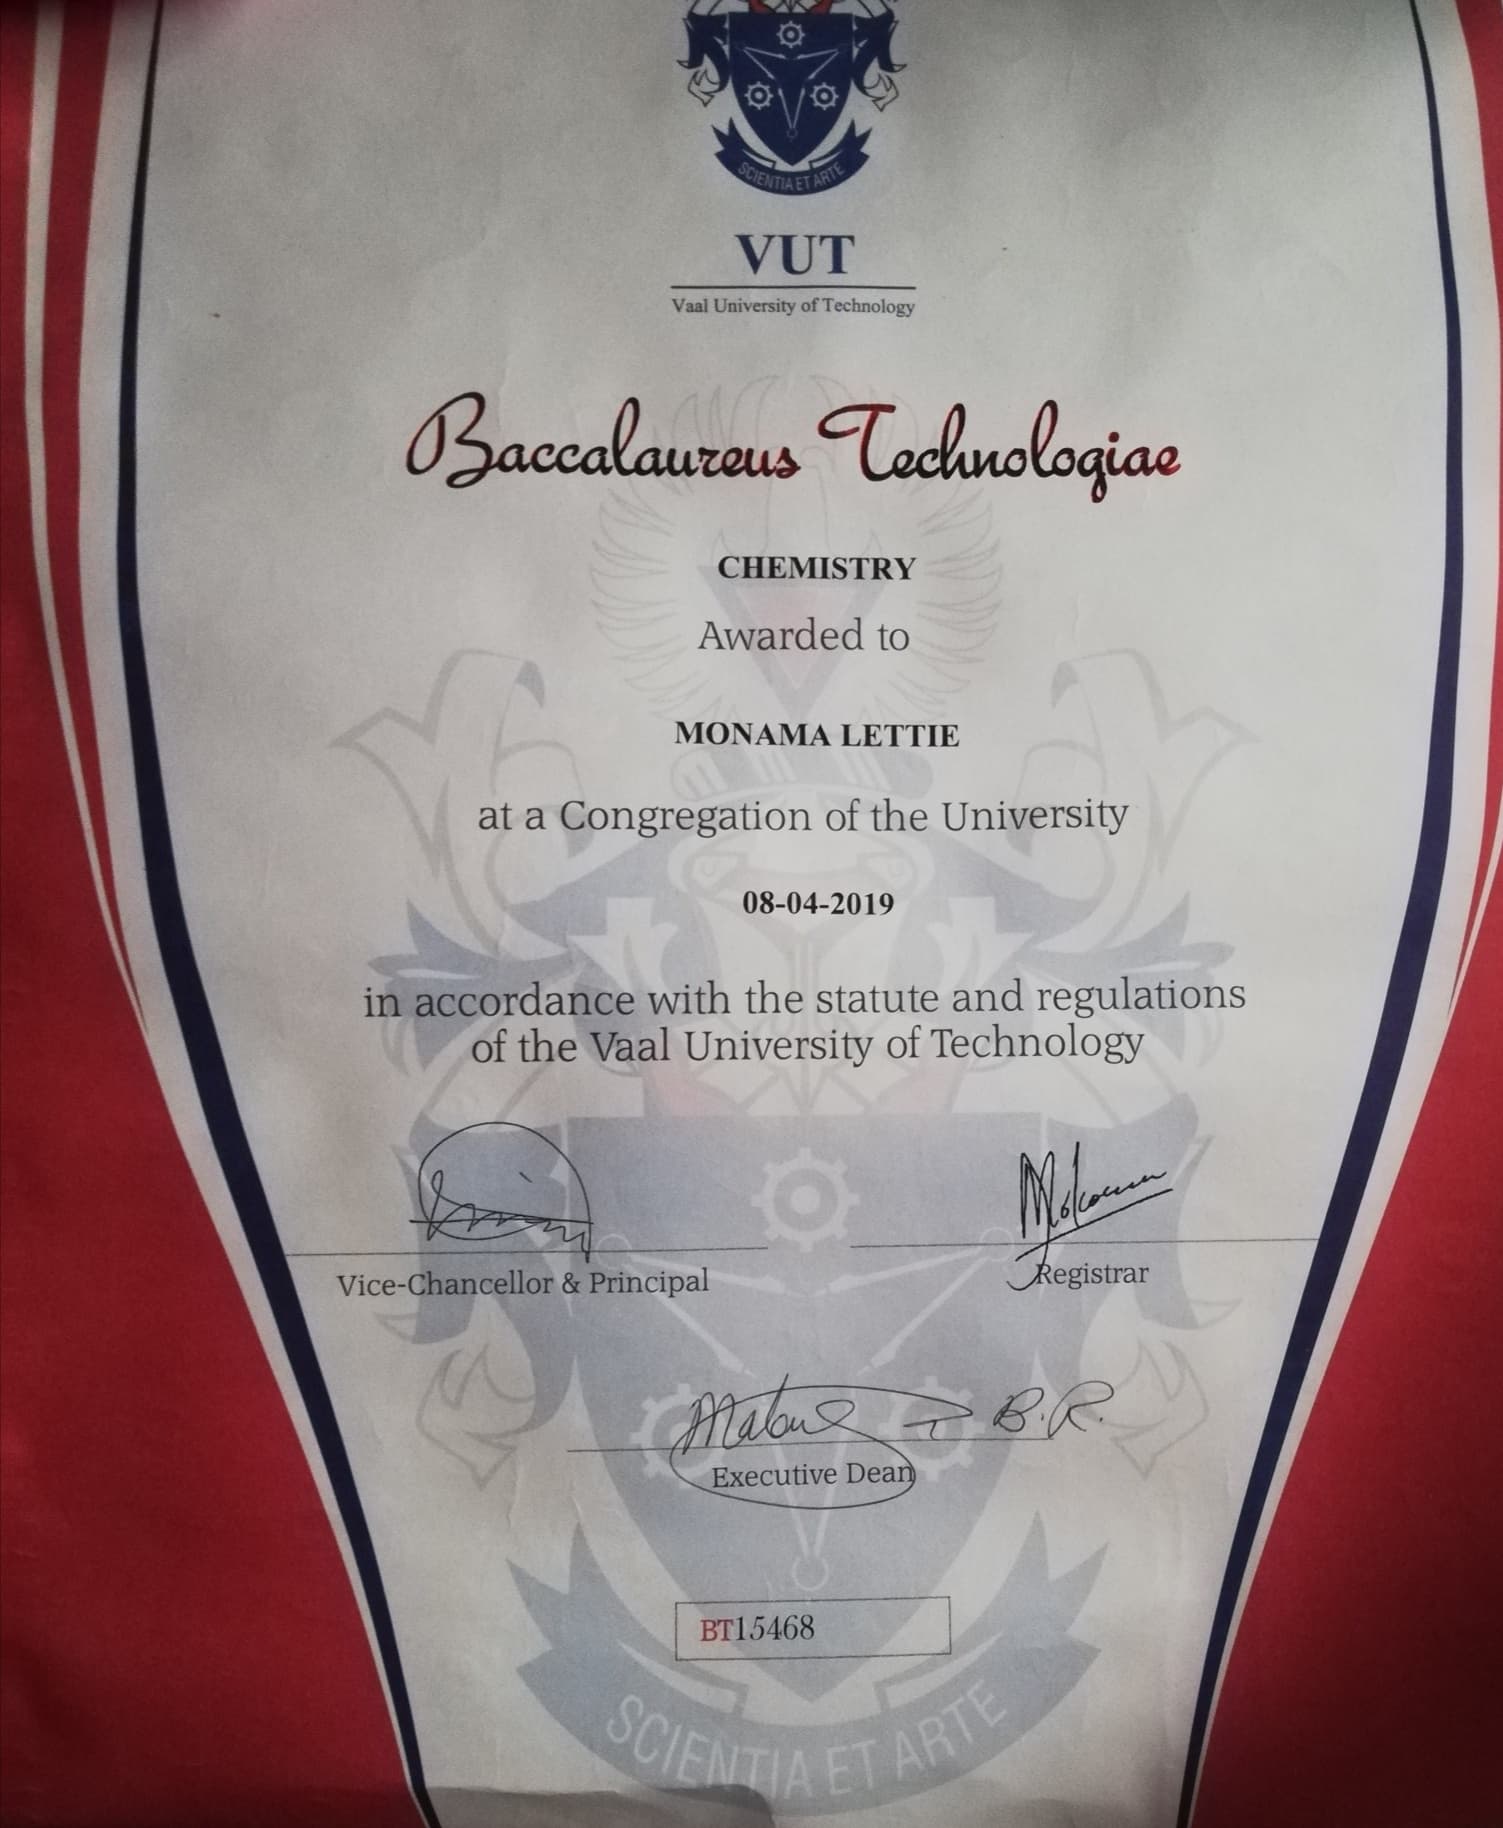 SCIENTIA ET ARTE
VUT
Vaal University of Technology
Baccalaureus Technologiae
CHEMISTRY
Awarded to
MONAMA LETTIE
at a Congregation of the University
08-04-2019
in accordance with the statute and regulations
of the Vaal University of Technology
Vice-Chancellor & Principal
Registrar
B.R.
Executive Dean
BT15468
SCIENTIA ET ARTE